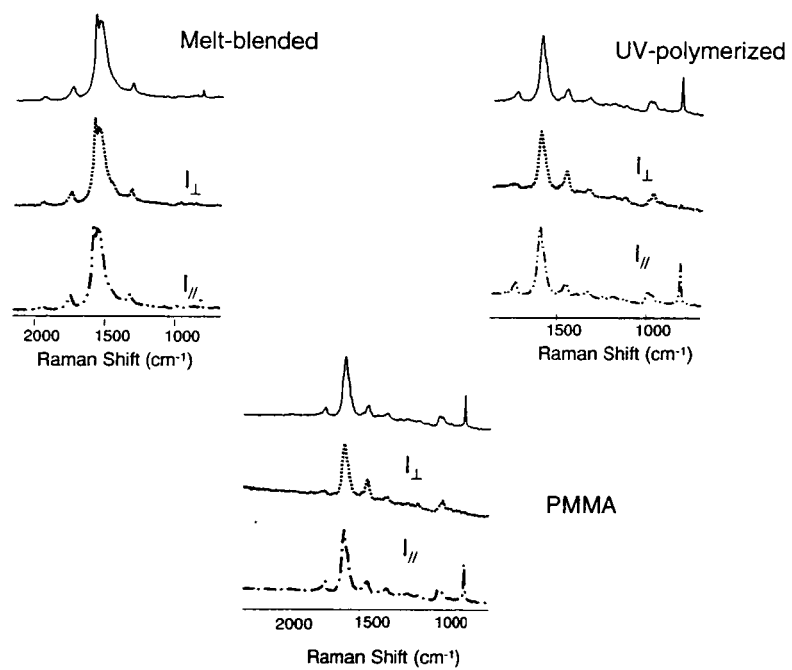 Melt-blended
I⊥
I//
2000 1500 1000
Raman Shift (cm-1)
UV-polymerized
I⊥
I//
1500 1000
Raman Shift (cm-1)
I⊥
I//
PMMA
2000 1500 1000
Raman Shift (cm-1)